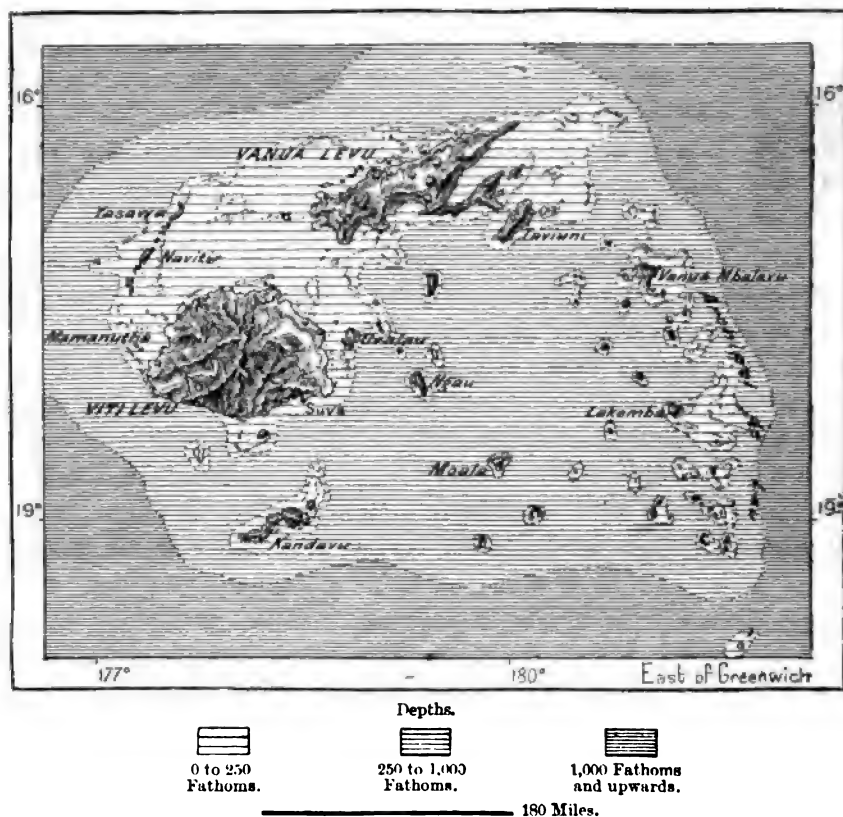 16° 16°
VANUA LEVU
Yasawa
Taviuni
Naviti
Vanua Mbalavu
Mamanutha
Ovalau
Ngau
VITI LEVU
Suva
Lakemba
Moala
19° 19°
Kandavu
177° 180° East of Greenwich
Depths.
0 to 250 250 to 1,000 1,000 Fathoms
Fathoms. Fathoms. and upwards.
180 Miles.